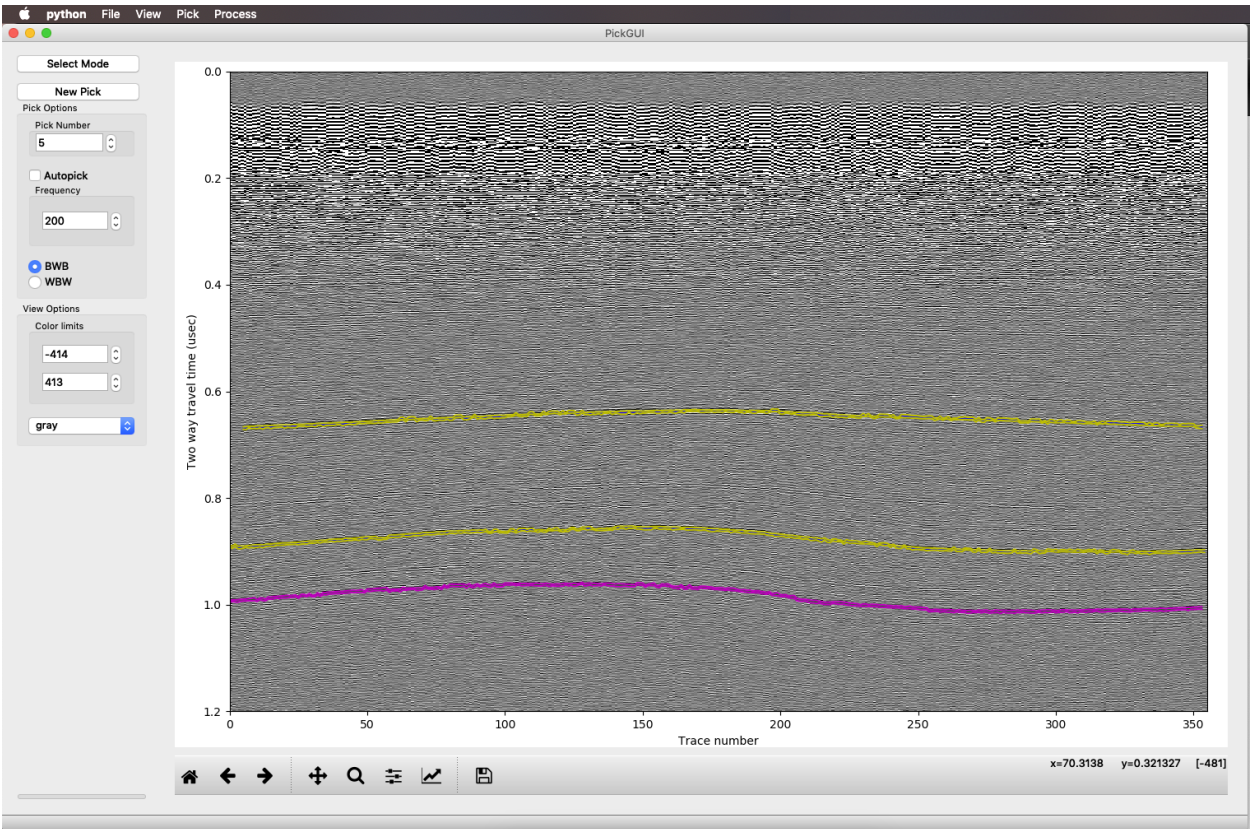 python File View Pick Process
PickGUI
Select Mode
New Pick
Pick Options
Pick Number
5
Autopick
Frequency
200
BWB
WBW
View Options
Color limits
-414
413
gray
Two way travel time (usec)
0.0
0.2
0.4
0.6
0.8
1.0
1.2
0 50 100 150 200 250 300 350
Trace number
x=70.3138 y=0.321327 [-481]